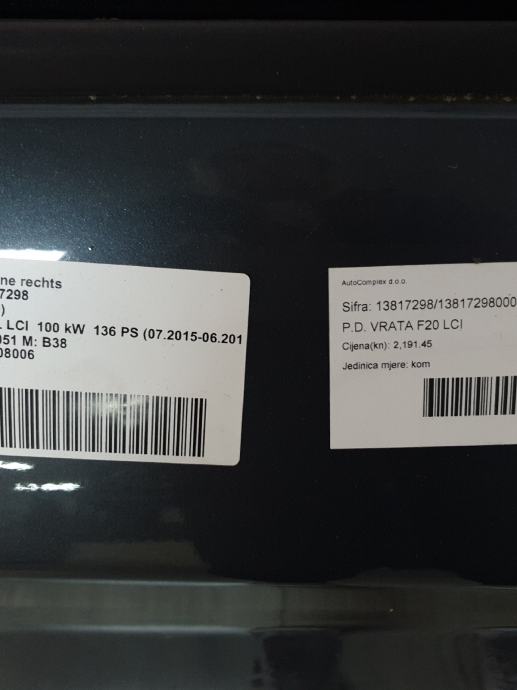 ne rechts
7298
)
. LCI 100 kW 136 PS (07.2015-06.201
051 M: B38
08006
AutoComplex d.o.o.
Sifra: 13817298/13817298000
P.D. VRATA F20 LCI
Cijena(kn): 2,191.45
Jedinica mjere: kom